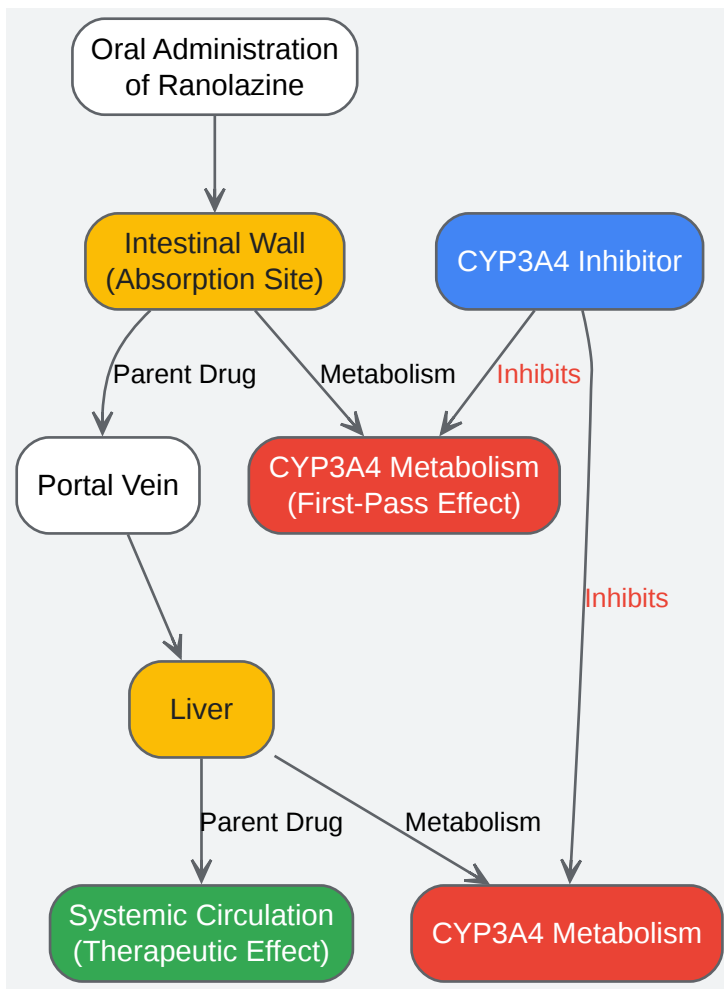 Oral Administration
of Ranolazine
Intestinal Wall
(Absorption Site)
CYP3A4 Inhibitor
Parent Drug
Metabolism
Inhibits
Portal Vein
CYP3A4 Metabolism
(First-Pass Effect)
Inhibits
Liver
Parent Drug
Metabolism
Systemic Circulation
(Therapeutic Effect)
CYP3A4 Metabolism